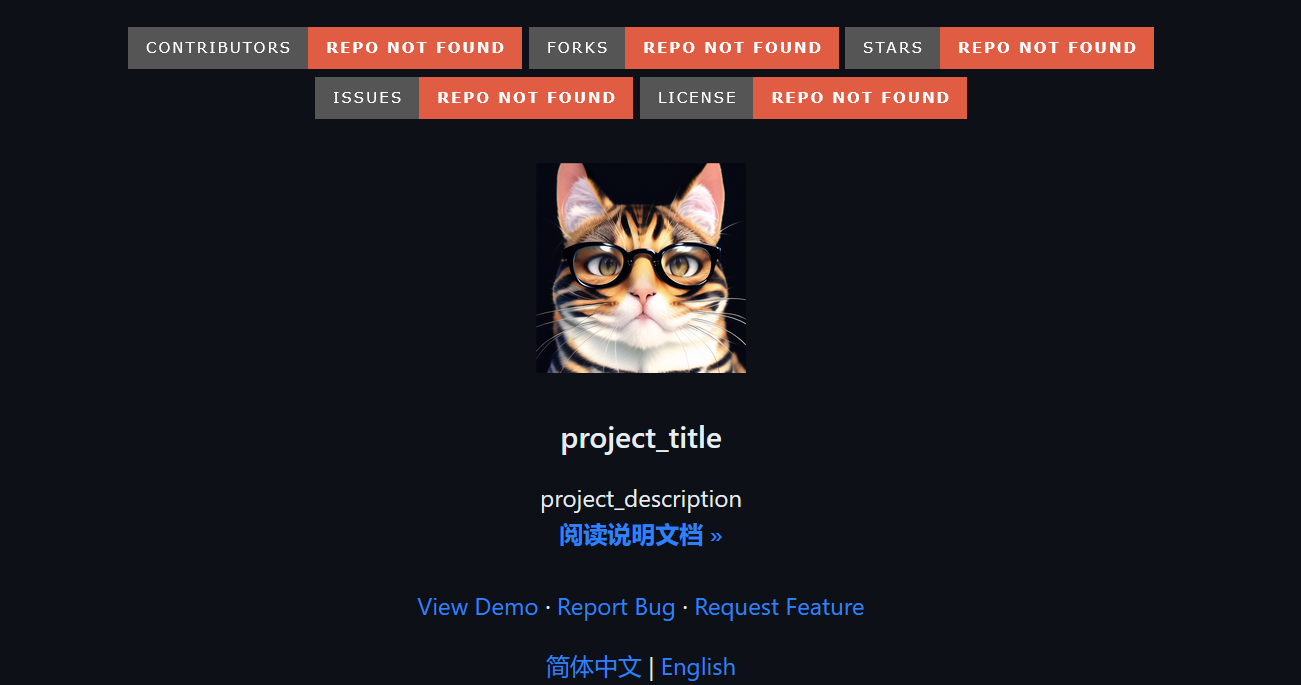 CONTRIBUTORS REPO NOT FOUND FORKS REPO NOT FOUND STARS REPO NOT FOUND
ISSUES REPO NOT FOUND LICENSE REPO NOT FOUND
project_title
project_description
阅读说明文档 »
View Demo · Report Bug · Request Feature
简体中文 | English